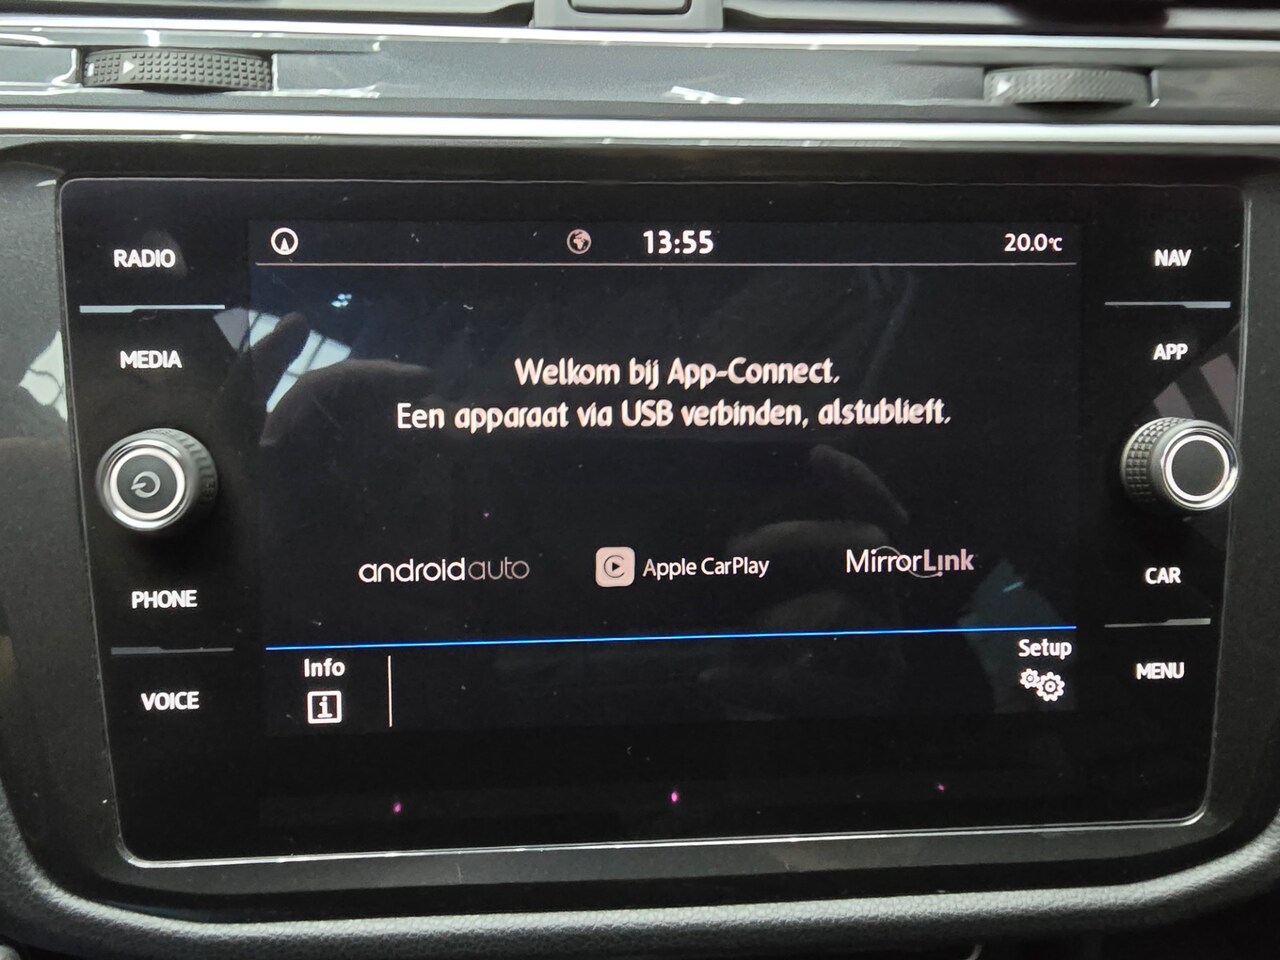 13:55
20.0°C
RADIO
NAV
MEDIA
APP
Welkom bij App-Connect.
Een apparaat via USB verbinden, alstublieft.
androidauto
Apple CarPlay
MirrorLink
PHONE
CAR
Info
Setup
VOICE
MENU